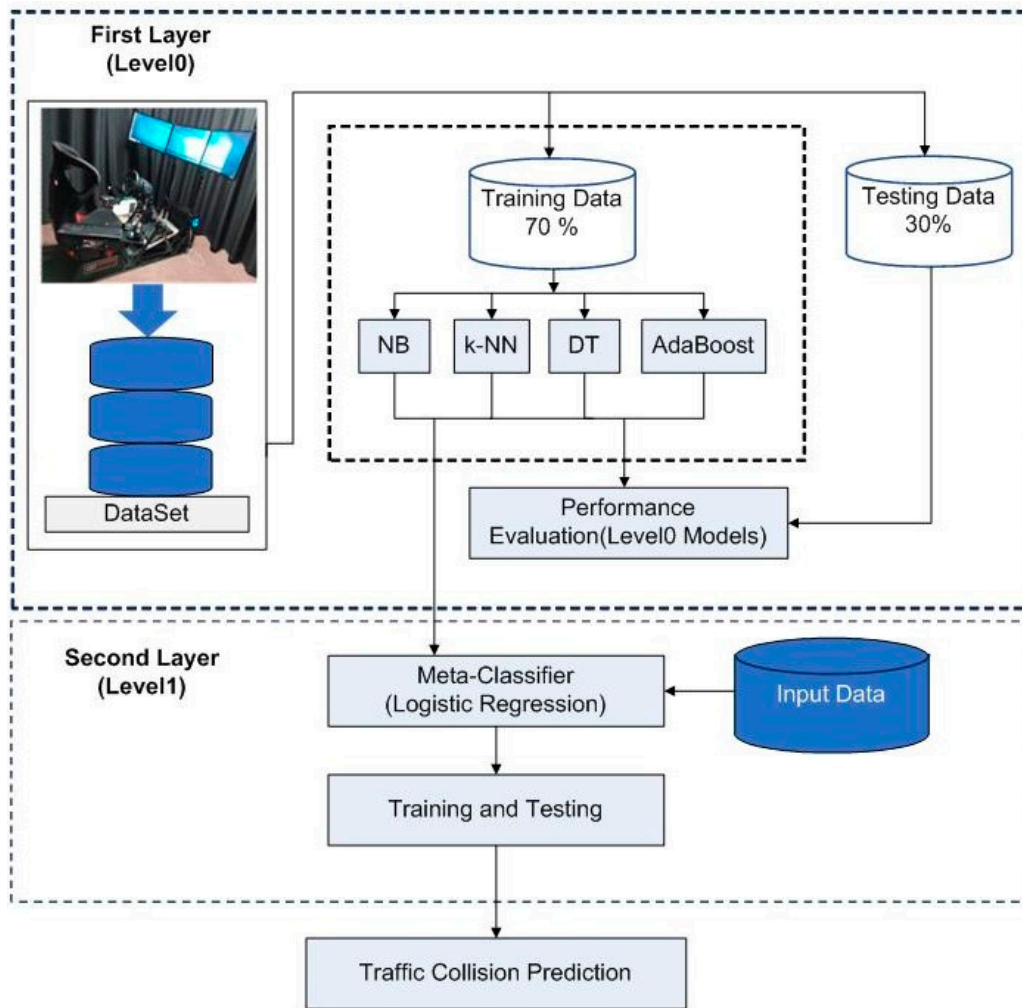 First Layer
(Level0)
Training Data
70 %
Testing Data
30%
NB
k-NN
DT
AdaBoost
DataSet
Performance
Evaluation(Level0 Models)
Second Layer
(Level1)
Meta-Classifier
(Logistic Regression)
Input Data
Training and Testing
Traffic Collision Prediction